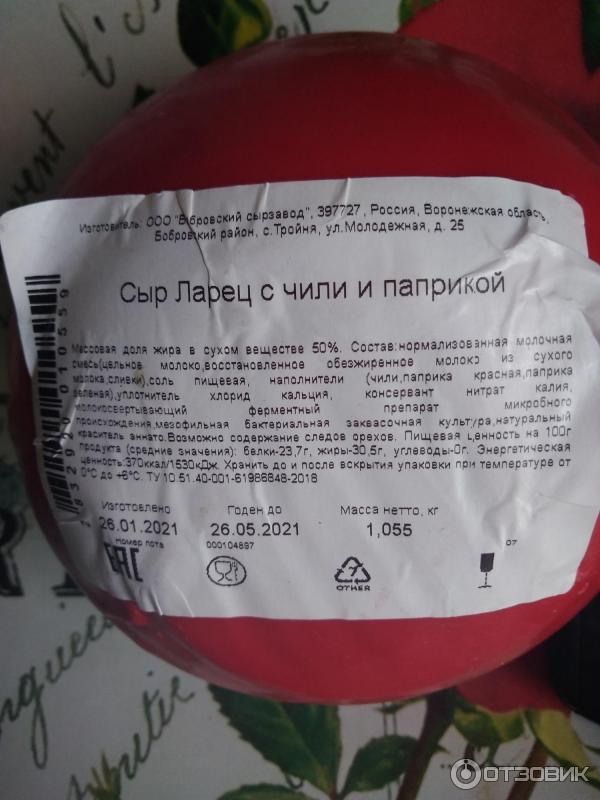 Изготовитель: ООО "Бобровский сырзавод", 397727, Россия, Воронежская область,
Бобровский район, с.Тройня, ул.Молодежная, д. 25
Сыр Ларец с чили и паприкой
Массовая доля жира в сухом веществе 50%. Состав:нормализованная молочная
смесь(цельное молоко,восстановленное обезжиренное молоко из сухого
молока,сливки),соль пищевая, наполнители (чили,паприка красная,паприка
зеленая),уплотнитель хлорид кальция, консервант нитрат калия,
молокосвертывающий ферментный препарат микробного
происхождения,мезофильная бактериальная заквасочная культура,натуральный
краситель аннато.Возможно содержание следов орехов. Пищевая ценность на 100г
продукта (средние значения): белки-23,7г, жиры-30,5г, углеводы-0г. Энергетическая
ценность:370ккал/1530кДж. Хранить до и после вскрытия упаковки при температуре от
0°С до +6°С. ТУ 10.51.40-001-61986848-2018
Изготовлено Годен до Масса нетто, кг
26.01.2021 26.05.2021 1,055
Номер лота 000104897 07
EAC
7
OTHER
ОТЗОВИК